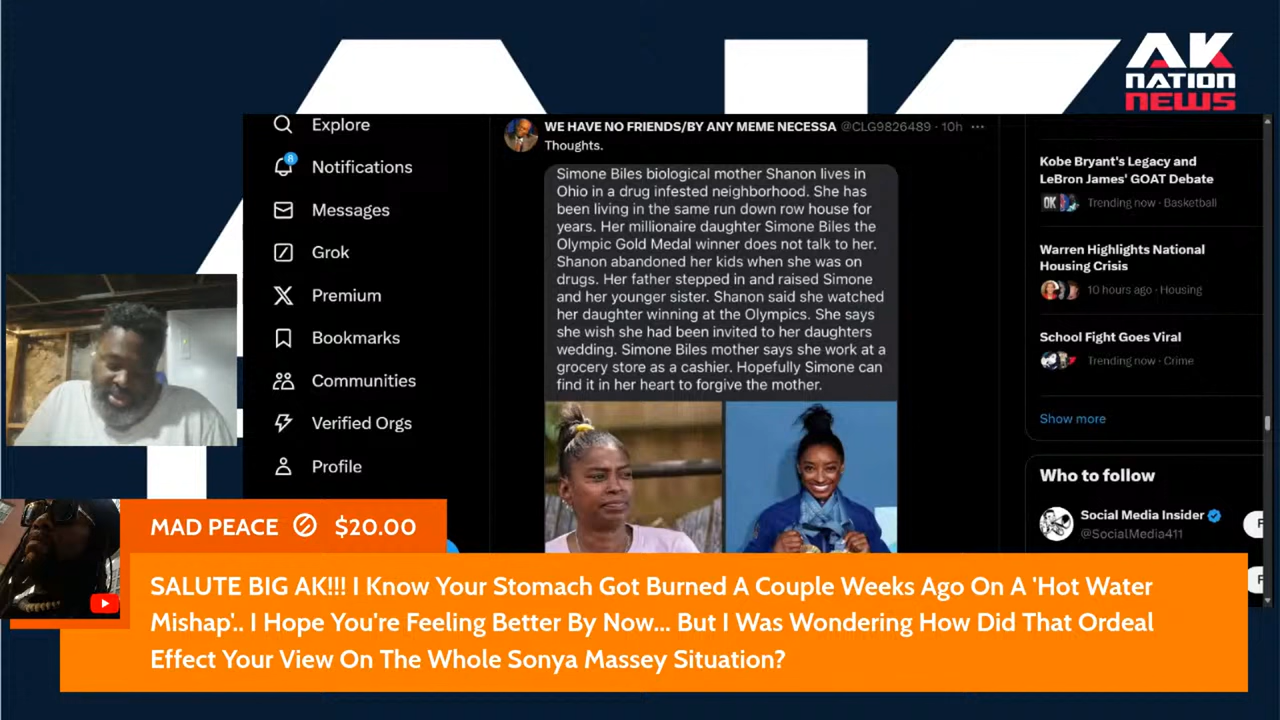 AK
NATION
NEWS
Explore
8
Notifications
Messages
Grok
Premium
Bookmarks
Communities
Verified Orgs
Profile
WE HAVE NO FRIENDS/BY ANY MEME NECESSA @CLG9826489 · 10h ...
Thoughts.
Simone Biles biological mother Shanon lives in
Ohio in a drug infested neighborhood. She has
been living in the same run down row house for
years. Her millionaire daughter Simone Biles the
Olympic Gold Medal winner does not talk to her.
Shanon abandoned her kids when she was on
drugs. Her father stepped in and raised Simone
and her younger sister. Shanon said she watched
her daughter winning at the Olympics. She says
she wish she had been invited to her daughters
wedding. Simone Biles mother says she work at a
grocery store as a cashier. Hopefully Simone can
find it in her heart to forgive the mother.
Kobe Bryant's Legacy and
LeBron James' GOAT Debate
OK
Trending now · Basketball
Warren Highlights National
Housing Crisis
10 hours ago · Housing
School Fight Goes Viral
Trending now · Crime
Show more
Who to follow
Social Media Insider
@SocialMedia411
F
F
MAD PEACE $20.00
SALUTE BIG AK!!! I Know Your Stomach Got Burned A Couple Weeks Ago On A 'Hot Water
Mishap'.. I Hope You're Feeling Better By Now... But I Was Wondering How Did That Ordeal
Effect Your View On The Whole Sonya Massey Situation?